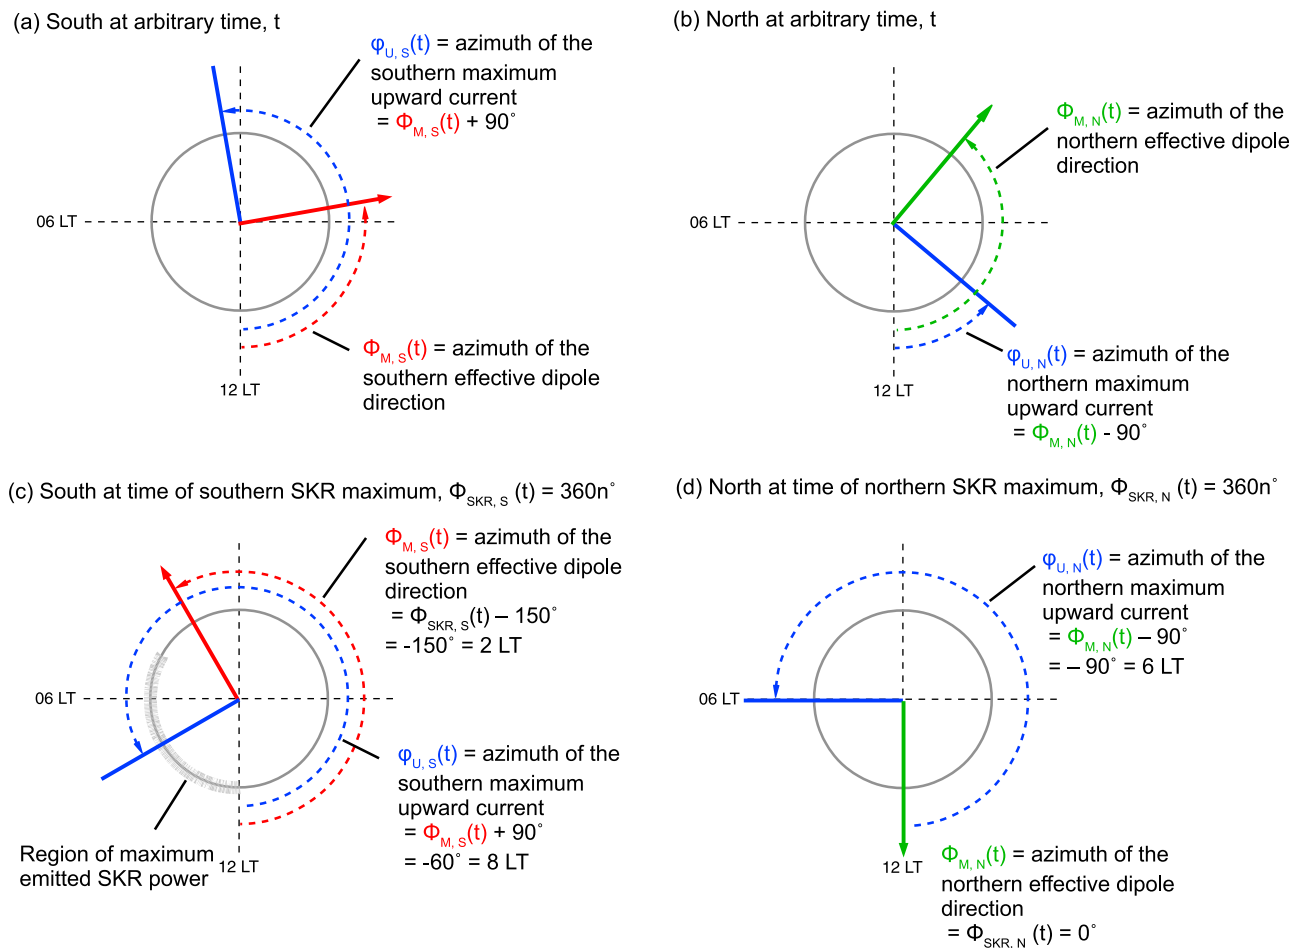 (a) South at arbitrary time, t
φU, S(t) = azimuth of the
southern maximum
upward current
= ΦM, S(t) + 90˚
06 LT
ΦM, S(t) = azimuth of the
southern effective dipole
direction
12 LT
(b) North at arbitrary time, t
ΦM, N(t) = azimuth of the
northern effective dipole
direction
06 LT
φU, N(t) = azimuth of the
northern maximum
upward current
= ΦM, N(t) - 90˚
12 LT
(c) South at time of southern SKR maximum, ΦSKR, S (t) = 360n˚
ΦM, S(t) = azimuth of the
southern effective dipole
direction
= ΦSKR, S(t) – 150˚
= -150˚ = 2 LT
06 LT
φU, S(t) = azimuth of the
southern maximum
upward current
= ΦM, S(t) + 90˚
= -60˚ = 8 LT
Region of maximum
emitted SKR power
12 LT
(d) North at time of northern SKR maximum, ΦSKR, N (t) = 360n˚
φU, N(t) = azimuth of the
northern maximum
upward current
= ΦM, N(t) – 90˚
= – 90˚ = 6 LT
06 LT
12 LT
ΦM, N(t) = azimuth of the
northern effective dipole
direction
= ΦSKR, N (t) = 0˚